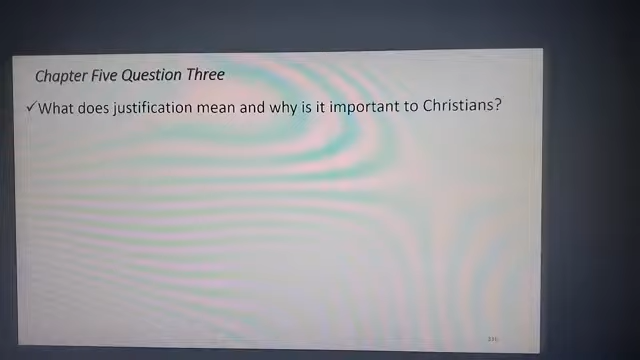 Chapter Five Question Three
✓What does justification mean and why is it important to Christians?